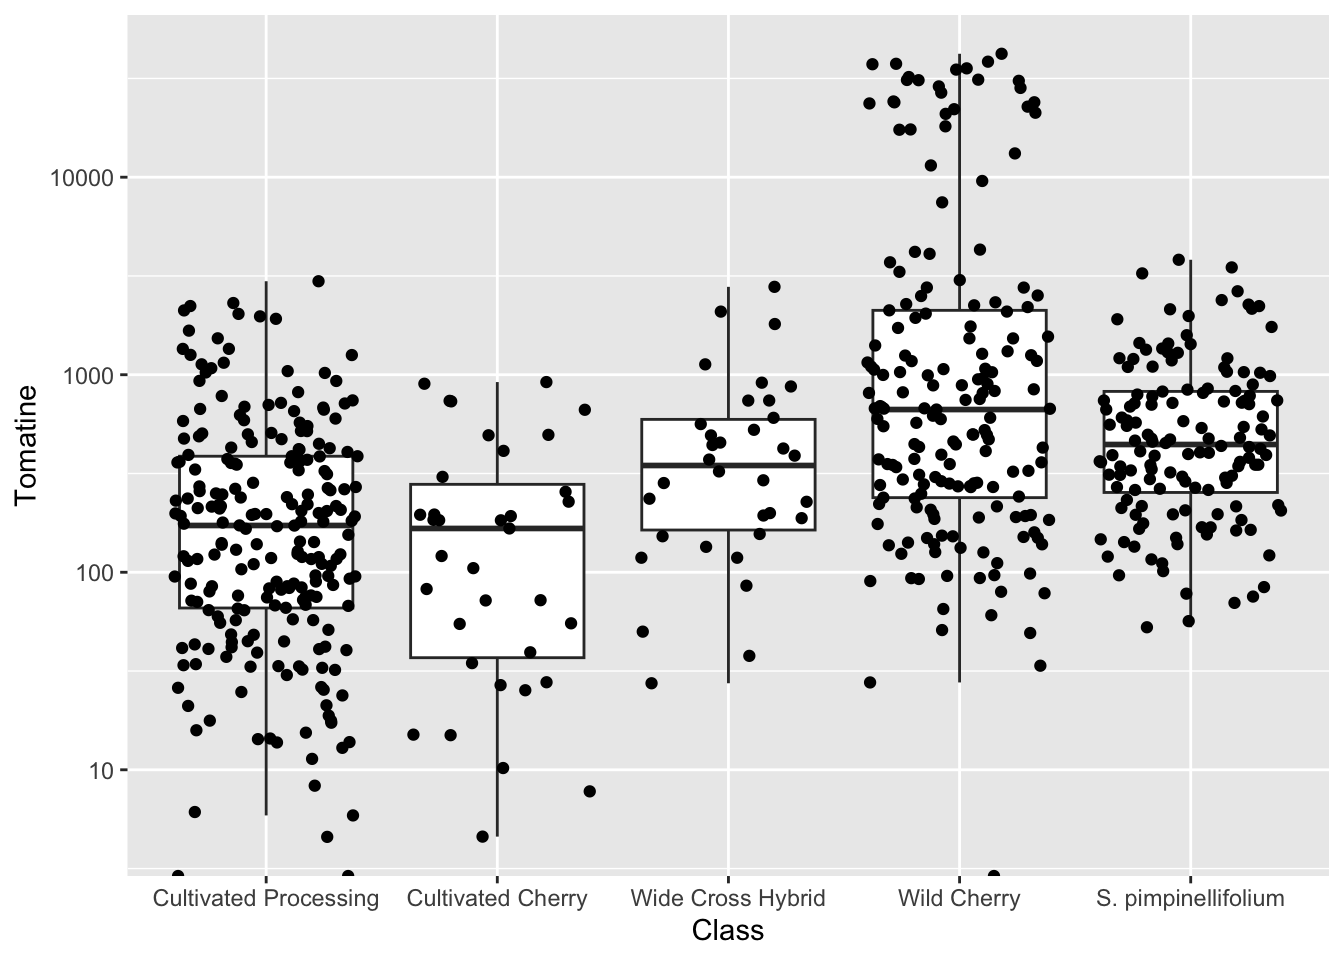 Tomatine
10000
1000
100
10
Cultivated Processing
Cultivated Cherry
Wide Cross Hybrid
Wild Cherry
S. pimpinellifolium
Class